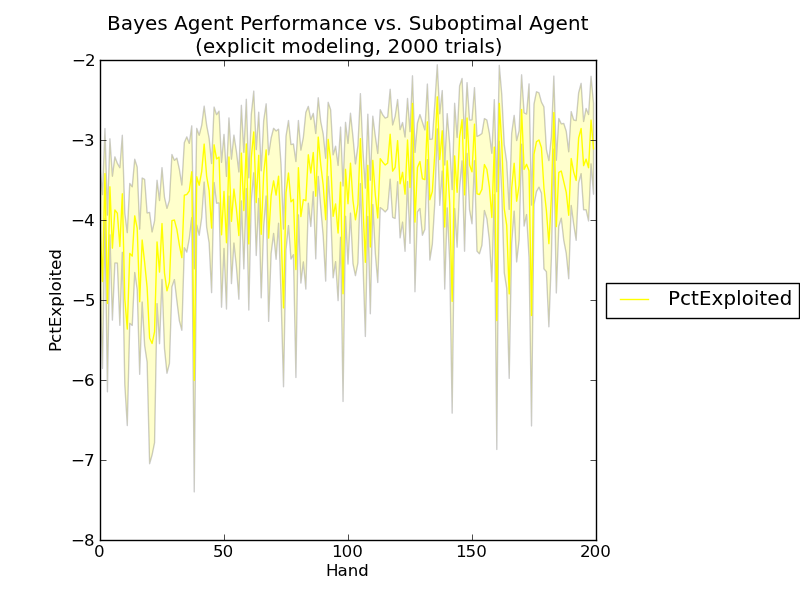 Bayes Agent Performance vs. Suboptimal Agent
(explicit modeling, 2000 trials)
−2
−3
−4
−5
−6
−7
−8
PctExploited
0 50 100 150 200
Hand
PctExploited